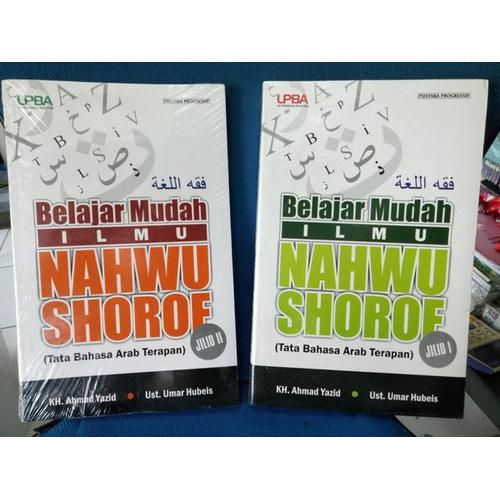 UPBA
PUSTAKA PROGRESSIF
فقه اللغة
Belajar Mudah
ILMU
NAHWU
SHOROF
JILID II
(Tata Bahasa Arab Terapan)
KH. Ahmad Yazid • Ust. Umar Hubeis
UPBA
PUSTAKA PROGRESSIF
فقه اللغة
Belajar Mudah
ILMU
NAHWU
SHOROF
JILID I
(Tata Bahasa Arab Terapan)
KH. Ahmad Yazid • Ust. Umar Hubeis